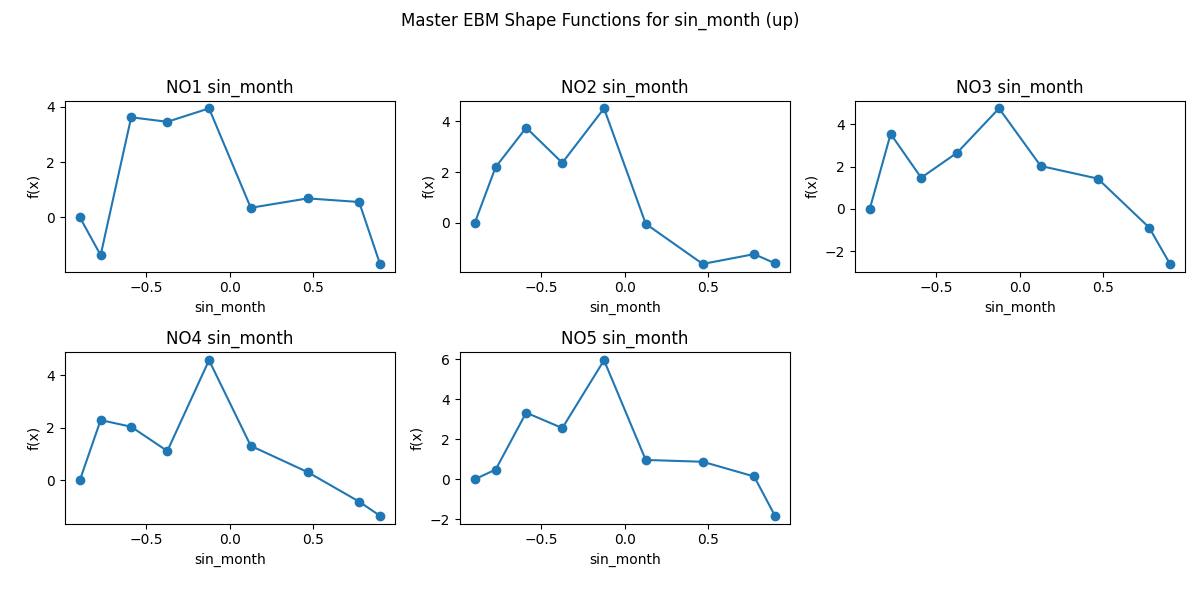 Master EBM Shape Functions for sin_month (up)
NO1 sin_month
4
2
0
f(x)
−0.5 0.0 0.5
sin_month
NO2 sin_month
4
2
0
f(x)
−0.5 0.0 0.5
sin_month
NO3 sin_month
4
2
0
−2
f(x)
−0.5 0.0 0.5
sin_month
NO4 sin_month
4
2
0
f(x)
−0.5 0.0 0.5
sin_month
NO5 sin_month
6
4
2
0
−2
f(x)
−0.5 0.0 0.5
sin_month